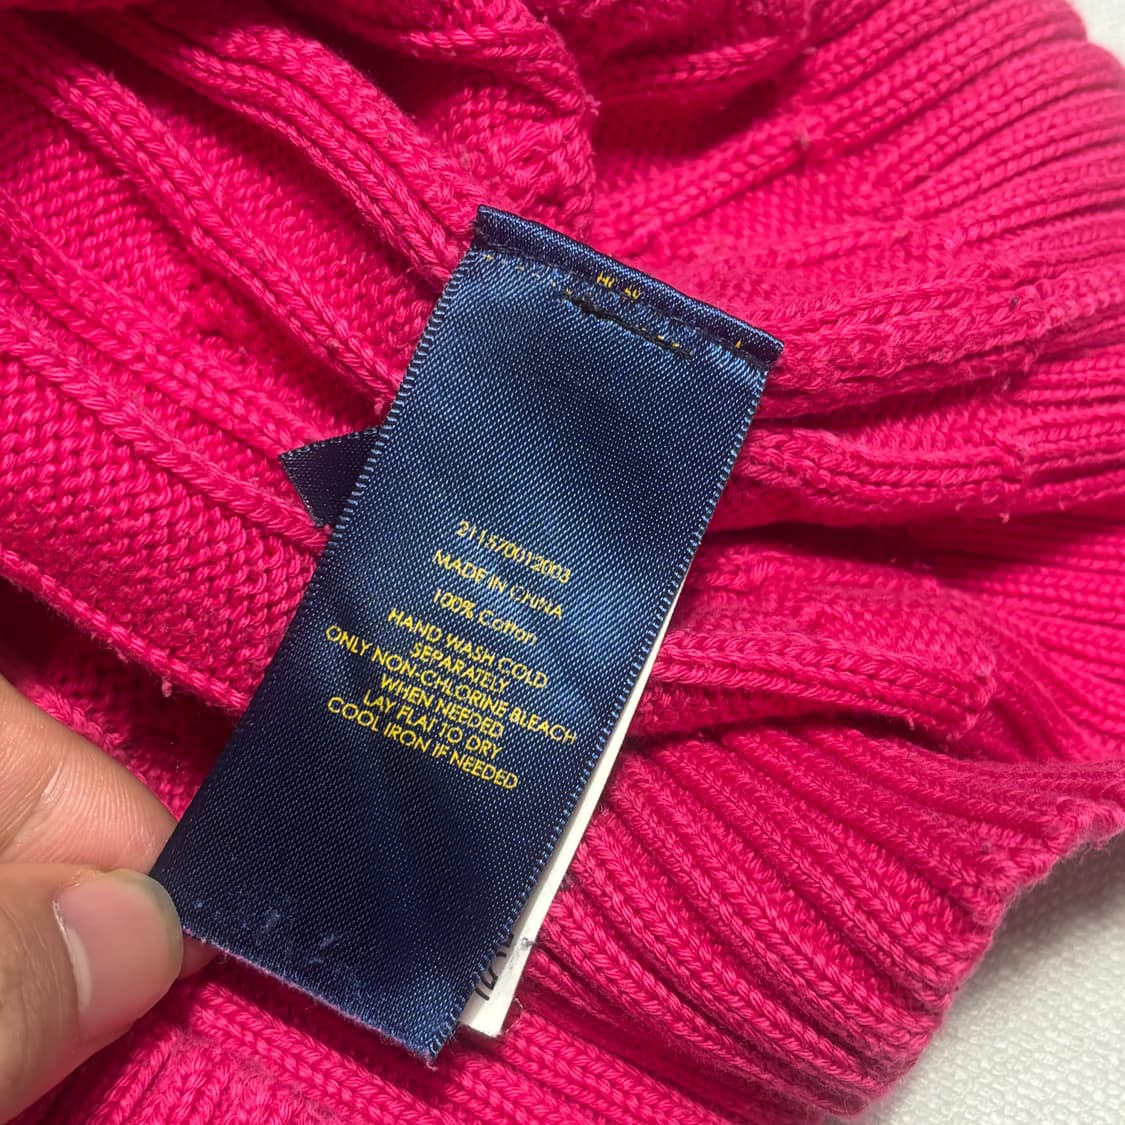 211570012003
MADE IN CHINA
100% Cotton
HAND WASH COLD
SEPARATELY
ONLY NON-CHLORINE BLEACH
WHEN NEEDED
LAY FLAT TO DRY
COOL IRON IF NEEDED